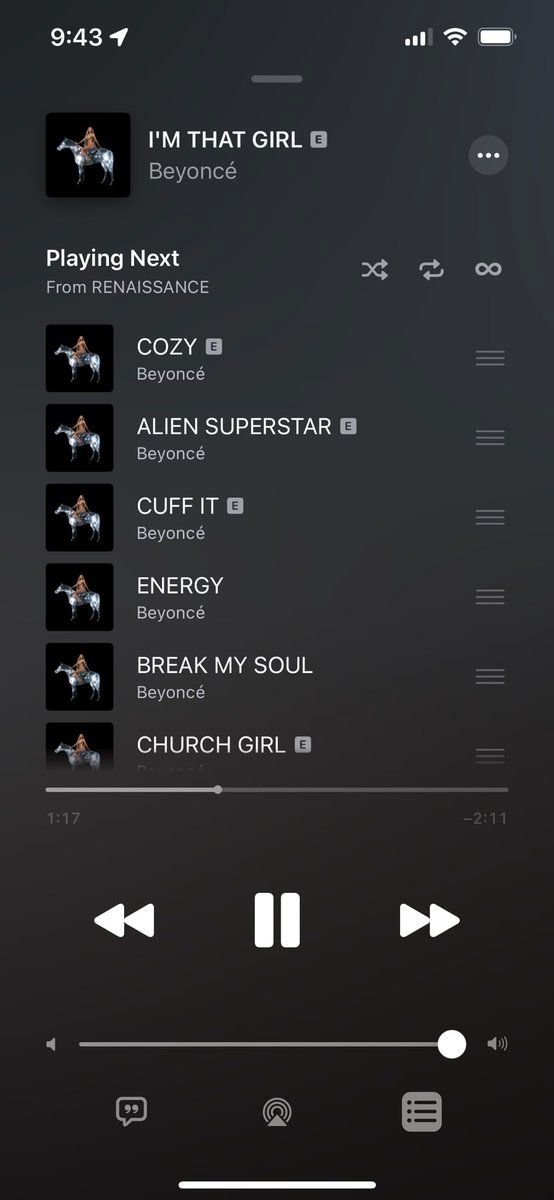 9:43
I'M THAT GIRL E
Beyoncé
Playing Next
From RENAISSANCE
COZY E
Beyoncé
ALIEN SUPERSTAR E
Beyoncé
CUFF IT E
Beyoncé
ENERGY
Beyoncé
BREAK MY SOUL
Beyoncé
CHURCH GIRL E
1:17
−2:11